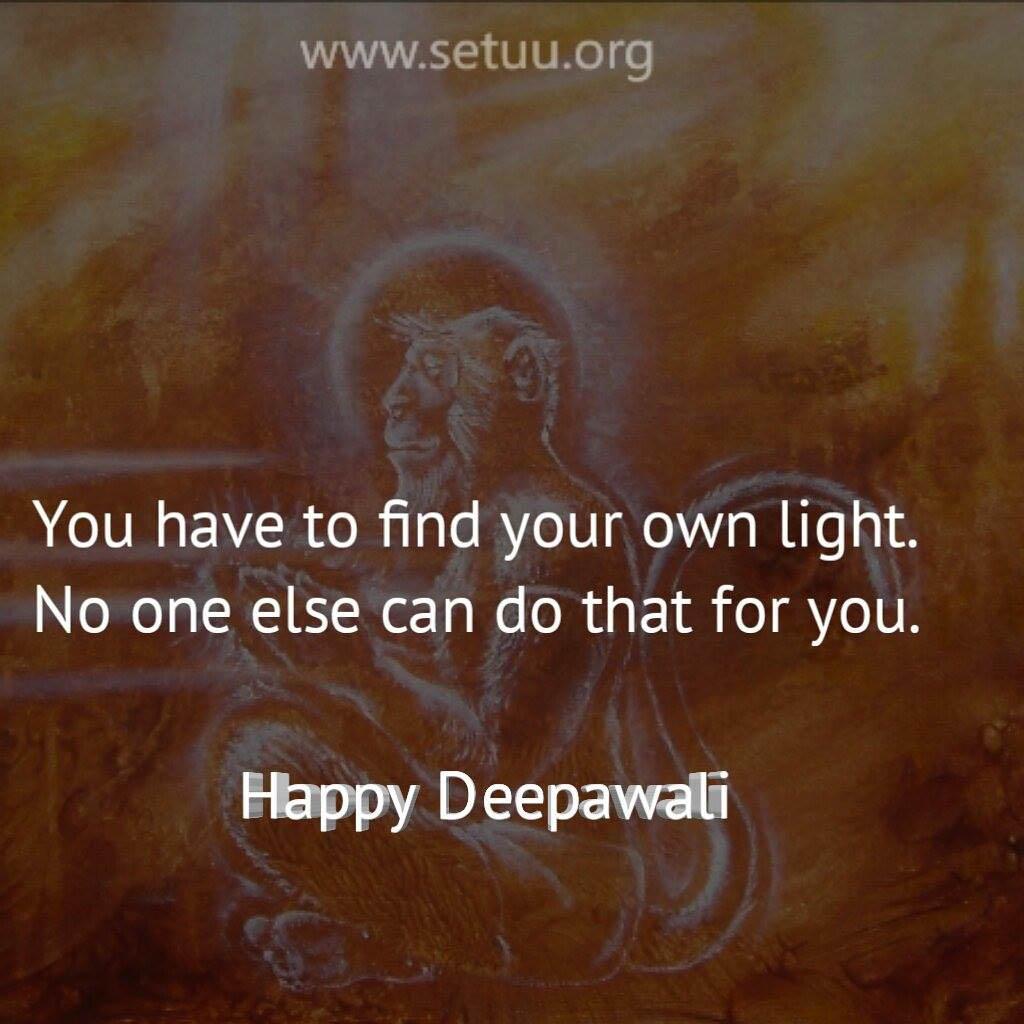 www.setuu.org
You have to find your own light.
No one else can do that for you.
Happy Deepawali